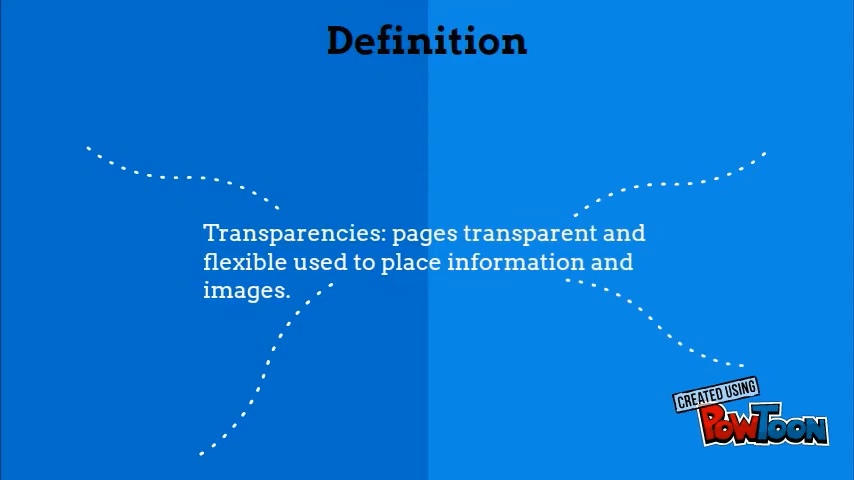 Definition
Transparencies: pages transparent and
flexible used to place information and
images.
CREATED USING
POWTOON